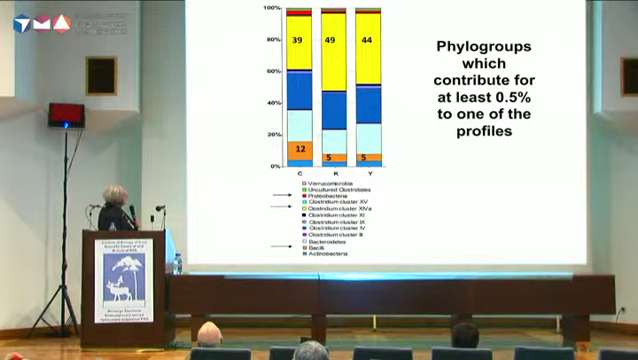 TMA
100%
80%
60%
40%
20%
0%
39
49
44
12
5
5
C K Y
Phylogroups
which
contribute for
at least 0.5%
to one of the
profiles
Verrucomicrobia
Uncultured Clostridiales
Proteobacteria
Clostridium cluster XV
Clostridium cluster XIVa
Clostridium cluster XI
Clostridium cluster IX
Clostridium cluster IV
Clostridium cluster III
Bacteroidetes
Bacilli
Actinobacteria